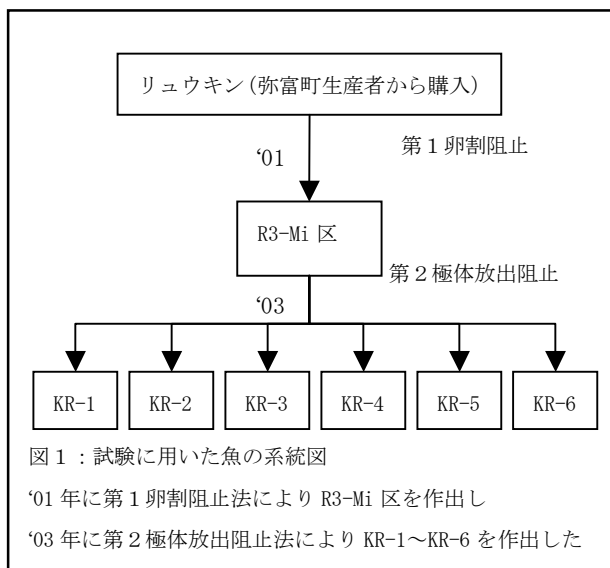 リュウキン(弥富町生産者から購入)
‘01
第1卵割阻止
R3-Mi 区
第2極体放出阻止
‘03
KR-1 KR-2 KR-3 KR-4 KR-5 KR-6
図1:試験に用いた魚の系統図
‘01 年に第1卵割阻止法により R3-Mi 区を作出し
‘03 年に第2極体放出阻止法により KR-1～KR-6 を作出した